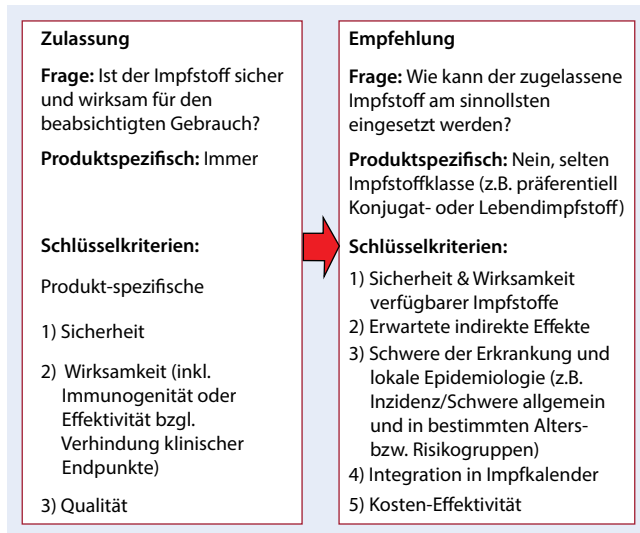 Zulassung
Frage: Ist der Impfstoff sicher
und wirksam für den
beabsichtigten Gebrauch?
Produktspezifisch: Immer
Schlüsselkriterien:
Produkt-spezifische
1) Sicherheit
2) Wirksamkeit (inkl.
Immunogenität oder
Effektivität bzgl.
Verhindung klinischer
Endpunkte)
3) Qualität
Empfehlung
Frage: Wie kann der zugelassene
Impfstoff am sinnollsten
eingesetzt werden?
Produktspezifisch: Nein, selten
Impfstoffklasse (z.B. präferentiell
Konjugat- oder Lebendimpfstoff)
Schlüsselkriterien:
1) Sicherheit & Wirksamkeit
verfügbarer Impfstoffe
2) Erwartete indirekte Effekte
3) Schwere der Erkrankung und
lokale Epidemiologie (z.B.
Inzidenz/Schwere allgemein
und in bestimmten Alters-
bzw. Risikogruppen)
4) Integration in Impfkalender
5) Kosten-Effektivität